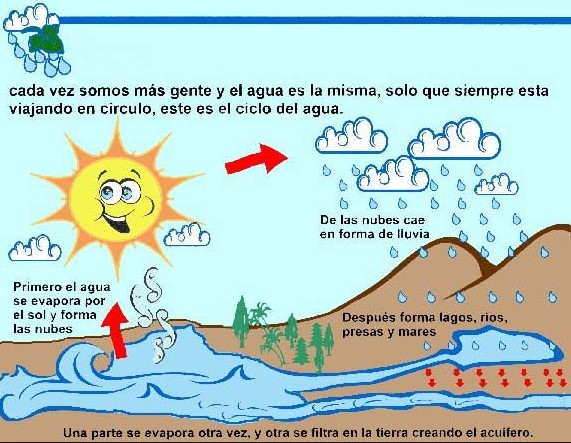 cada vez somos más gente y el agua es la misma, solo que siempre esta
viajando en circulo, este es el ciclo del agua.
De las nubes cae
en forma de lluvia
Primero el agua
se evapora por
el sol y forma
las nubes
Después forma lagos, rios,
presas y mares
Una parte se evapora otra vez, y otra se filtra en la tierra creando el acuifero.